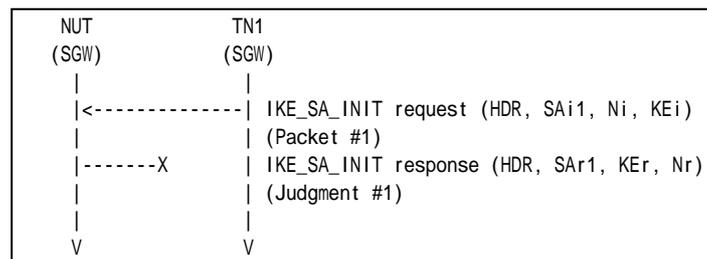 NUT TN1
(SGW) (SGW)
| |
|<--------------| IKE_SA_INIT request (HDR, SAi1, Ni, KEi)
| | (Packet #1)
|-------X | IKE_SA_INIT response (HDR, SAr1, KEr, Nr)
| | (Judgment #1)
| |
V V